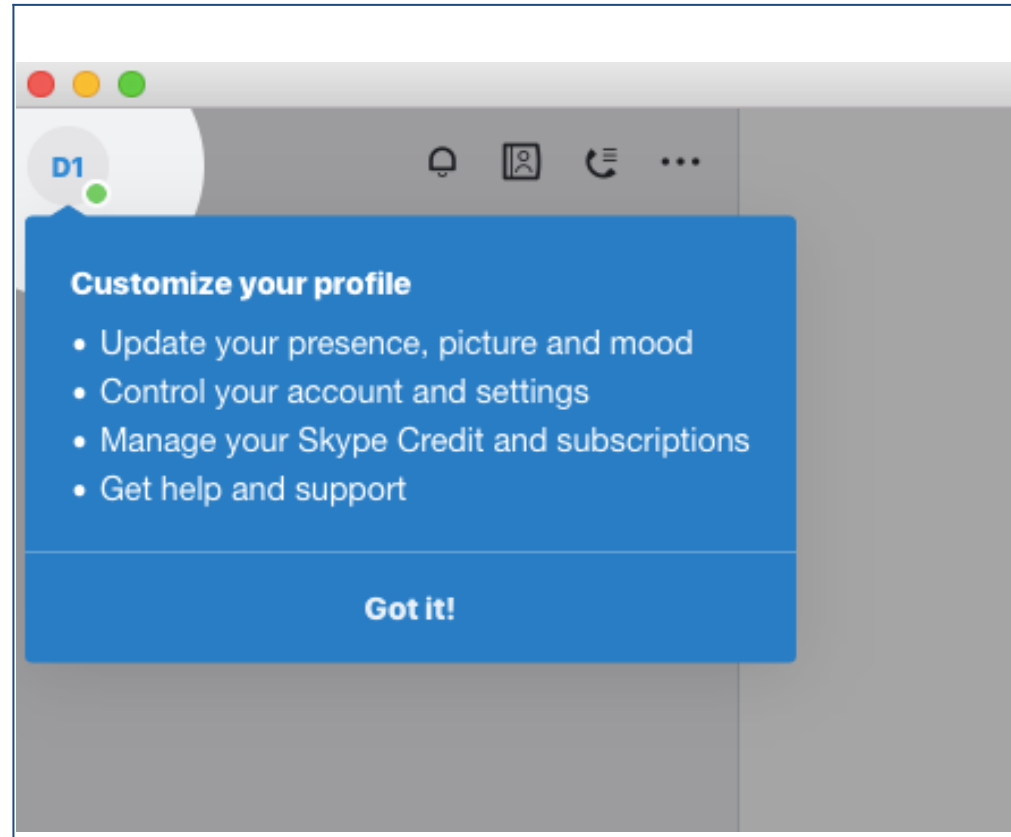 D1
Customize your profile
• Update your presence, picture and mood
• Control your account and settings
• Manage your Skype Credit and subscriptions
• Get help and support
Got it!